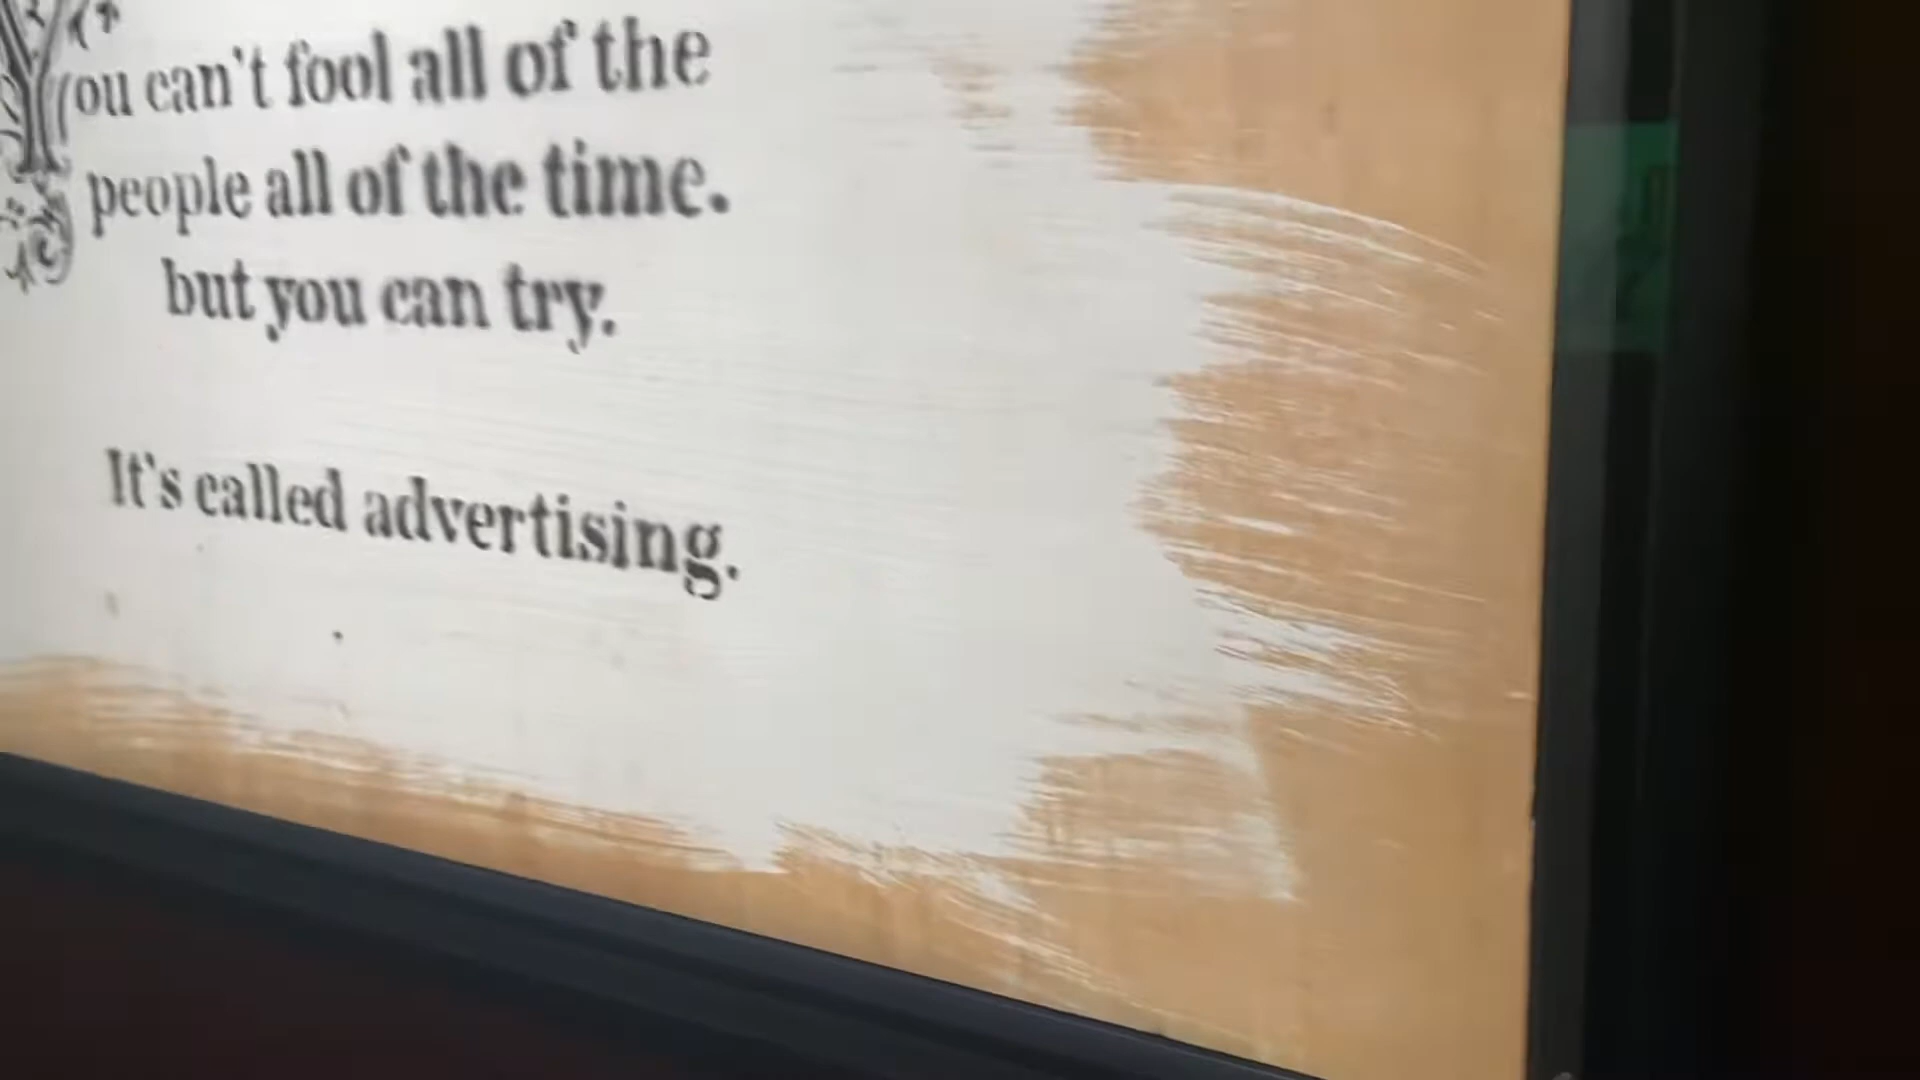 You can't fool all of the
people all of the time.
but you can try.
It's called advertising.